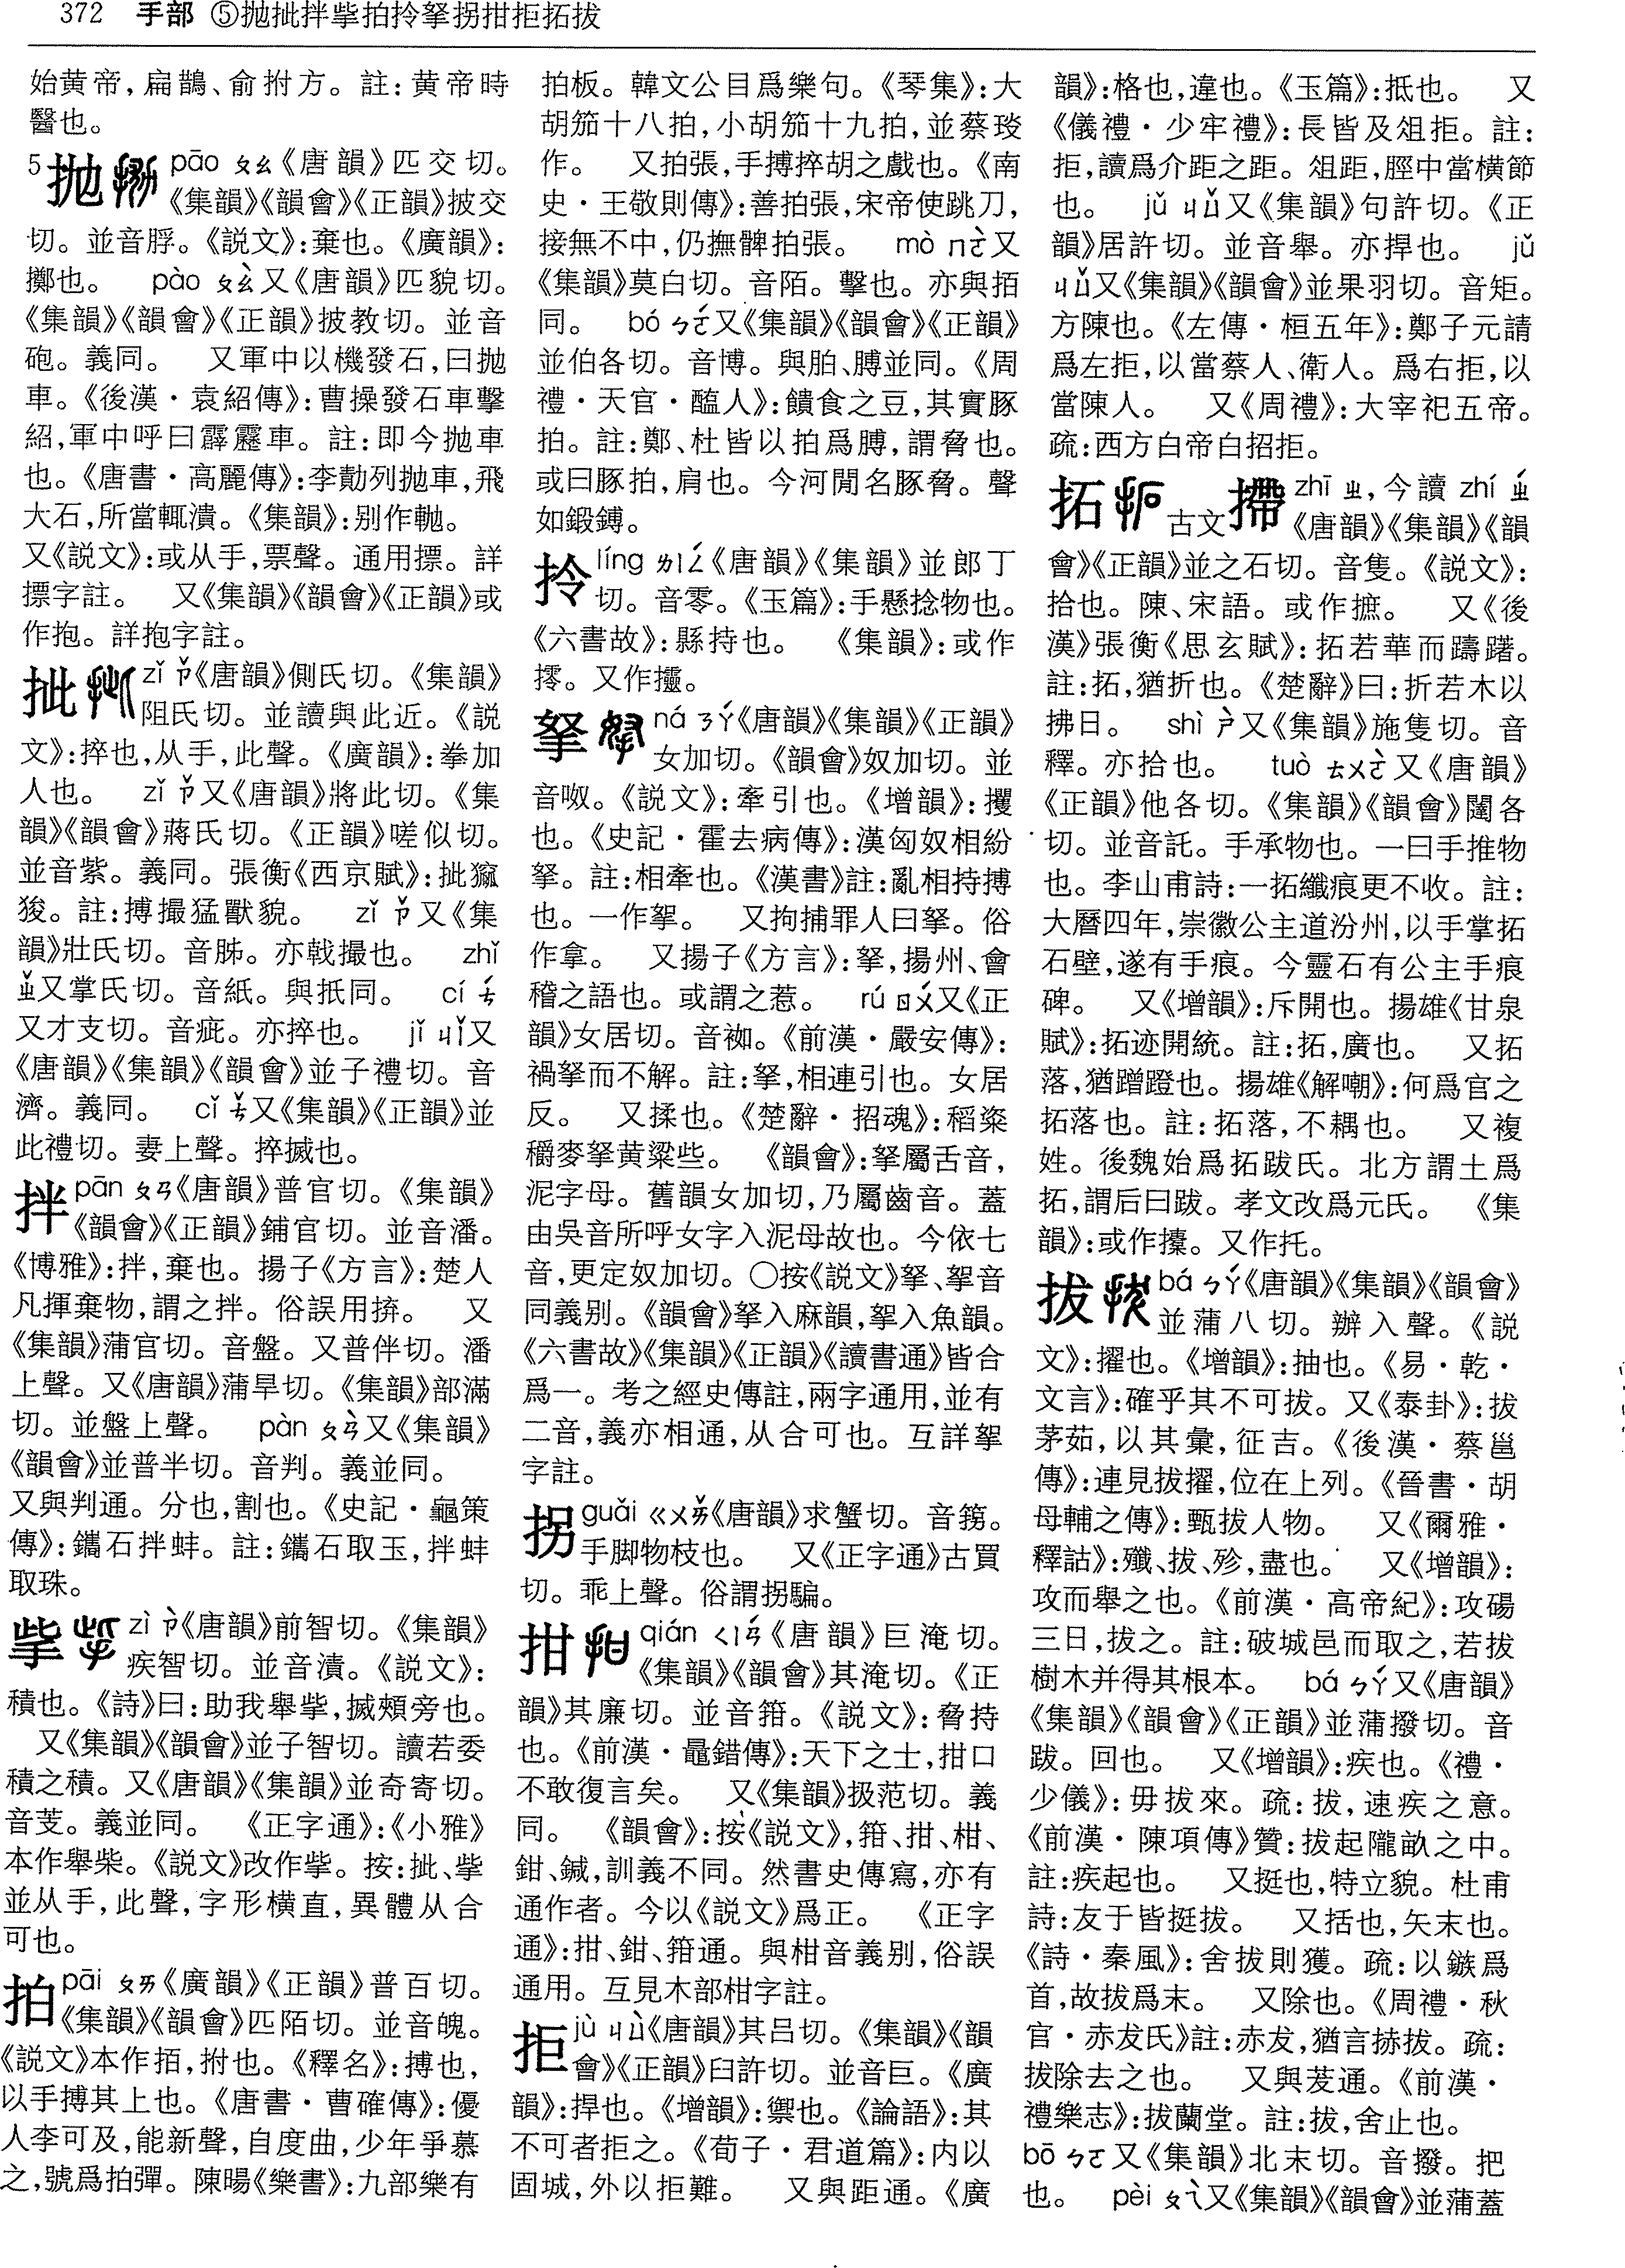 372 手部 ⑤抛㧗拌㧘拍拎拏拐拑拒拓拔
始黄帝,扁鵲、俞拊方。註:黄帝時
醫也。
5抛 pāo ㄆㄠ《唐韻》匹交切。
《集韻》《韻會》《正韻》披交
切。並音脬。《説文》:棄也。《廣韻》:
擲也。 pào ㄆㄠˋ又《唐韻》匹貌切。
《集韻》《韻會》《正韻》披教切。並音
砲。義同。 又軍中以機發石,曰抛
車。《後漢·袁紹傳》:曹操發石車擊
紹,軍中呼曰霹靂車。註:即今抛車
也。《唐書·高麗傳》:李勣列抛車,飛
大石,所當輒潰。《集韻》:别作𨋽。
又《説文》:或从手,票聲。通用摽。詳
摽字註。 又《集韻》《韻會》《正韻》或
作抱。詳抱字註。
㧗 zǐ ㄗˇ《唐韻》側氏切。《集韻》
阻氏切。並讀與此近。《説
文》:捽也,从手,此聲。《廣韻》:拳加
人也。 zǐ ㄗˇ又《唐韻》將此切。《集
韻》《韻會》蔣氏切。《正韻》嗟似切。
並音紫。義同。張衡《西京賦》:㧗窳
狻。註:搏撮猛獸貌。 zǐ ㄗˇ又《集
韻》壯氏切。音胏。亦戟撮也。 zhǐ
ㄓˇ又掌氏切。音紙。與扺同。 cí ㄘˊ
又才支切。音疵。亦捽也。 jǐ ㄐㄧˇ又
《唐韻》《集韻》《韻會》並子禮切。音
濟。義同。 cǐ ㄘˇ又《集韻》《正韻》並
此禮切。妻上聲。捽搣也。
拌 pān ㄆㄢ《唐韻》普官切。《集韻》
《韻會》《正韻》鋪官切。並音潘。
《博雅》:拌,棄也。揚子《方言》:楚人
凡揮棄物,謂之拌。俗誤用拚。 又
《集韻》蒲官切。音盤。又普伴切。潘
上聲。又《唐韻》蒲旱切。《集韻》部滿
切。並盤上聲。 pàn ㄆㄢˋ又《集韻》
《韻會》並普半切。音判。義並同。
又與判通。分也,割也。《史記·龜策
傳》:鐫石拌蚌。註:鐫石取玉,拌蚌
取珠。
㧘 zì ㄗˋ《唐韻》前智切。《集韻》
疾智切。並音漬。《説文》:
積也。《詩》曰:助我舉㧘,搣頰旁也。
又《集韻》《韻會》並子智切。讀若委
積之積。又《唐韻》《集韻》並奇寄切。
音芰。義並同。 《正字通》:《小雅》
本作舉柴。《説文》改作㧘。按:㧗、㧘
並从手,此聲,字形横直,異體从合
可也。
拍 pāi ㄆㄞ《廣韻》《正韻》普百切。
《集韻》《韻會》匹陌切。並音魄。
《説文》本作㧳,拊也。《釋名》:搏也,
以手搏其上也。《唐書·曹確傳》:優
人李可及,能新聲,自度曲,少年爭慕
之,號爲拍彈。陳暘《樂書》:九部樂有
拍板。韓文公目爲樂句。《琴集》:大
胡笳十八拍,小胡笳十九拍,並蔡琰
作。 又拍張,手搏捽胡之戲也。《南
史·王敬則傳》:善拍張,宋帝使跳刀,
接無不中,仍撫髀拍張。 mò ㄇㄛˋ又
《集韻》莫白切。音陌。擊也。亦與㧳
同。 bó ㄅㄛˊ又《集韻》《韻會》《正韻》
並伯各切。音博。與胉、膊並同。《周
禮·天官·醢人》:饋食之豆,其實豚
拍。註:鄭、杜皆以拍爲膊,謂脅也。
或曰豚拍,肩也。今河閒名豚脅。聲
如鍛鎛。
拎 líng ㄌㄧㄥˊ《唐韻》《集韻》並郎丁
切。音零。《玉篇》:手懸捻物也。
《六書故》:縣持也。 《集韻》:或作
㩕。又作㩞。
拏 ná ㄋㄚˊ《唐韻》《集韻》《正韻》
女加切。《韻會》奴加切。並
音呶。《説文》:牽引也。《增韻》:攫
也。《史記·霍去病傳》:漢匈奴相紛
拏。註:相牽也。《漢書》註:亂相持搏
也。一作挐。 又拘捕罪人曰拏。俗
作拿。 又揚子《方言》:拏,揚州、會
稽之語也。或謂之惹。 rú ㄖㄨˊ又《正
韻》女居切。音袽。《前漢·嚴安傳》:
禍拏而不解。註:拏,相連引也。女居
反。 又揉也。《楚辭·招魂》:稻粢
穱麥拏黄粱些。 《韻會》:拏屬舌音,
泥字母。舊韻女加切,乃屬齒音。蓋
由吳音所呼女字入泥母故也。今依七
音,更定奴加切。〇按《説文》拏、挐音
同義别。《韻會》拏入麻韻,挐入魚韻。
《六書故》《集韻》《正韻》《讀書通》皆合
爲一。考之經史傳註,兩字通用,並有
二音,義亦相通,从合可也。互詳挐
字註。
拐 guǎi ㄍㄨㄞˇ《唐韻》求蟹切。音箉。
手脚物枝也。 又《正字通》古買
切。乖上聲。俗謂拐騙。
拑 qián ㄑㄧㄢˊ《唐韻》巨淹切。
《集韻》《韻會》其淹切。《正
韻》其廉切。並音箝。《説文》:脅持
也。《前漢·鼂錯傳》:天下之士,拑口
不敢復言矣。 又《集韻》扱范切。義
同。 《韻會》:按《説文》,箝、拑、柑、
鉗、鍼,訓義不同。然書史傳寫,亦有
通作者。今以《説文》爲正。 《正字
通》:拑、鉗、箝通。與柑音義别,俗誤
通用。互見木部柑字註。
拒 jù ㄐㄩˋ《唐韻》其吕切。《集韻》《韻
會》《正韻》臼許切。並音巨。《廣
韻》:捍也。《增韻》:禦也。《論語》:其
不可者拒之。《荀子·君道篇》:内以
固城,外以拒難。 又與距通。《廣
韻》:格也,違也。《玉篇》:抵也。 又
《儀禮·少牢禮》:長皆及俎拒。註:
拒,讀爲介距之距。俎距,脛中當横節
也。 jǔ ㄐㄩˇ又《集韻》句許切。《正
韻》居許切。並音舉。亦捍也。 jǔ
ㄐㄩˇ又《集韻》《韻會》並果羽切。音矩。
方陳也。《左傳·桓五年》:鄭子元請
爲左拒,以當蔡人、衛人。爲右拒,以
當陳人。 又《周禮》:大宰祀五帝。
疏:西方白帝白招拒。
拓 古文㩹 zhī ㄓ,今讀 zhí ㄓˊ
《唐韻》《集韻》《韻
會》《正韻》並之石切。音隻。《説文》:
拾也。陳、宋語。或作摭。 又《後
漢》張衡《思玄賦》:拓若華而躊躇。
註:拓,猶折也。《楚辭》曰:折若木以
拂日。 shì ㄕˋ又《集韻》施隻切。音
釋。亦拾也。 tuò ㄊㄨㄛˋ又《唐韻》
《正韻》他各切。《集韻》《韻會》闥各
切。並音託。手承物也。一曰手推物
也。李山甫詩:一拓纖痕更不收。註:
大曆四年,崇徽公主道汾州,以手掌拓
石壁,遂有手痕。今靈石有公主手痕
碑。 又《增韻》:斥開也。揚雄《甘泉
賦》:拓迹開統。註:拓,廣也。 又拓
落,猶蹭蹬也。揚雄《解嘲》:何爲官之
拓落也。註:拓落,不耦也。 又複
姓。後魏始爲拓跋氏。北方謂土爲
拓,謂后曰跋。孝文改爲元氏。 《集
韻》:或作㩔。又作托。
拔 bá ㄅㄚˊ《唐韻》《集韻》《韻會》
並蒲八切。辦入聲。《説
文》:擢也。《增韻》:抽也。《易·乾·
文言》:確乎其不可拔。又《泰卦》:拔
茅茹,以其彙,征吉。《後漢·蔡邕
傳》:連見拔擢,位在上列。《晉書·胡
母輔之傳》:甄拔人物。 又《爾雅·
釋詁》:殲、拔、殄,盡也。 又《增韻》:
攻而舉之也。《前漢·高帝紀》:攻碭
三日,拔之。註:破城邑而取之,若拔
樹木并得其根本。 bá ㄅㄚˊ又《唐韻》
《集韻》《韻會》《正韻》並蒲撥切。音
跋。回也。 又《增韻》:疾也。《禮·
少儀》:毋拔來。疏:拔,速疾之意。
《前漢·陳項傳》贊:拔起隴畝之中。
註:疾起也。 又挺也,特立貌。杜甫
詩:友于皆挺拔。 又括也,矢末也。
《詩·秦風》:舍拔則獲。疏:以鏃爲
首,故拔爲末。 又除也。《周禮·秋
官·赤犮氏》註:赤犮,猶言捇拔。疏:
拔除去之也。 又與茇通。《前漢·
禮樂志》:拔蘭堂。註:拔,舍止也。
bō ㄅㄛ又《集韻》北末切。音撥。把
也。 pèi ㄆㄟˋ又《集韻》《韻會》並蒲蓋